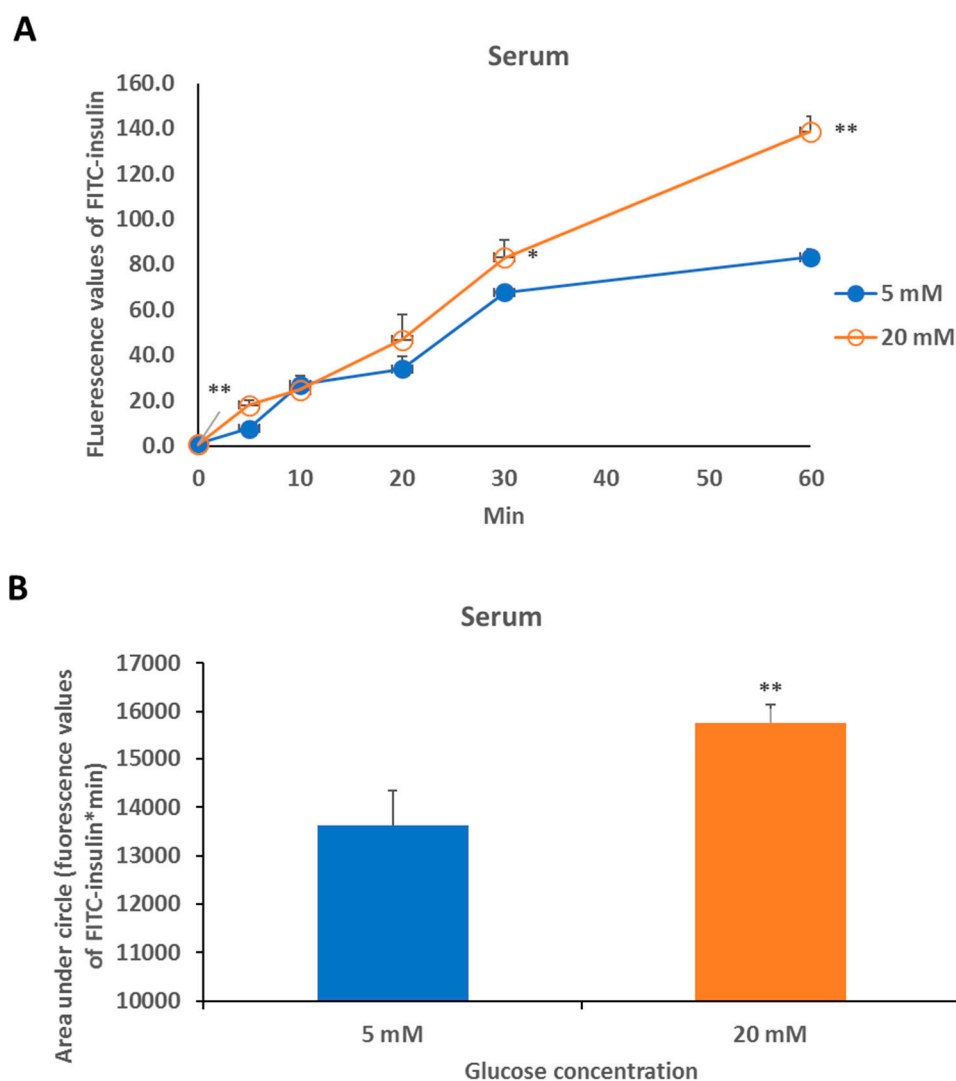 A
Serum
FLuerescence values of FITC-insulin
160.0
140.0
120.0
100.0
80.0
60.0
40.0
20.0
0.0
**
*
**
5 mM
20 mM
0 10 20 30 40 50 60
Min
B
Serum
Area under circle (fuorescence values
of FITC-insulin*min)
17000
16000
15000
14000
13000
12000
11000
10000
**
5 mM 20 mM
Glucose concentration